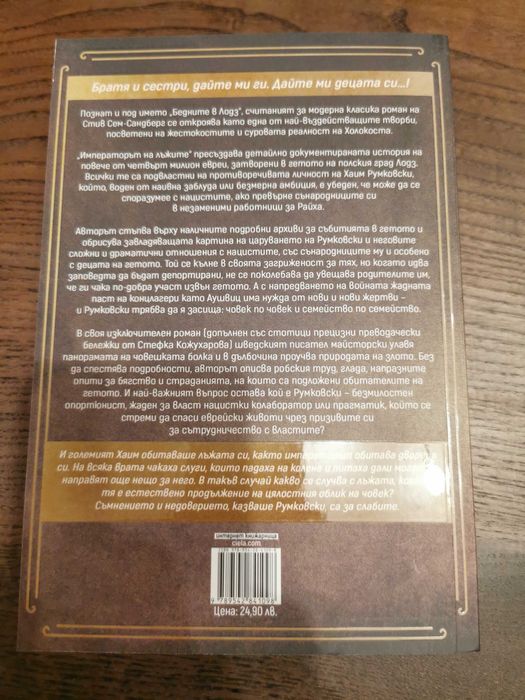 Братя и сестри, дайте ми ги. Дайте ми децата си...!
Познат и под името „Бедните в Лодз“, считаният за модерна класика роман на
Стив Сем-Сандберг се откроява като една от най-въздействащите творби,
посветени на жестокостите и суровата реалност на Холокоста.
„Императорът на лъжите“ пресъздава детайлно документираната история на
повече от четвърт милион евреи, затворени в гетото на полския град Лодз.
Всички те са подвластни на противоречивата личност на Хаим Румковски,
който, воден от наивна заблуда или безмерна амбиция, е убеден, че може да се
споразумее с нацистите, ако превърне сънародниците си
в незаменими работници за Райха.
Авторът стъпва върху наличните подробни архиви за събитията в гетото и
обрисува завладяващата картина на царуването на Румковски и неговите
сложни и драматични отношения с нацистите, със сънародниците му и особено
с децата на гетото. Той се кълне в своята загриженост за тях, но когато идва
заповедта да бъдат депортирани, не се поколебава да увещава родителите им,
че ги чака по-добра участ извън гетото. А с напредването на войната жадната
паст на концлагери като Аушвиц има нужда от нови и нови жертви –
и Румковски трябва да я засища: човек по човек и семейство по семейство.
В своя изключителен роман (допълнен със стотици прецизни преводачески
бележки от Стефка Кожухарова) шведският писател майсторски улавя
панорамата на човешката болка и в дълбочина проучва природата на злото. Без
да спестява подробности, авторът описва робския труд, глада, напразните
опити за бягство и страданията, на които са подложени обитателите на
гетото. И най-важният въпрос остава кой е Румковски – безмилостен
опортюнист, жаден за власт нацистки колаборатор или прагматик, който се
стреми да спаси еврейски животи чрез призивите си
за сътрудничество с властите?
И големият Хаим обитаваше лъжата си, както император обитава двореца
си. На всяка врата чакаха слуги, които падаха на колене и питаха дали могат да
направят още нещо за него. В такъв случай какво се случва с лъжата, когато
тя е естествено продължение на цялостния облик на човек?
Съмнението и недоверието, казваше Румковски, са за слабите.
интернет книжарница
ciela.com
9 789542 841098
Цена: 24,90 лв.